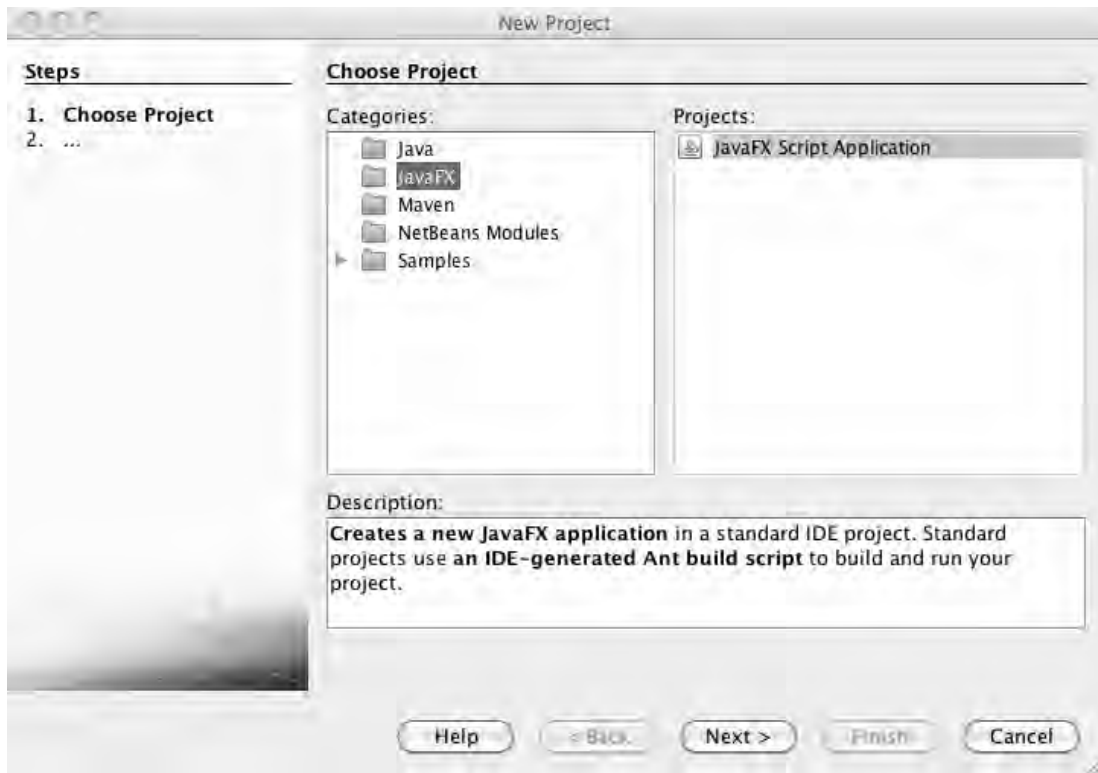 New Project
Steps
1. Choose Project
2. ...
Choose Project
Categories:
Java
JavaFX
Maven
NetBeans Modules
Samples
Projects:
JavaFX Script Application
Description:
Creates a new JavaFX application in a standard IDE project. Standard
projects use an IDE-generated Ant build script to build and run your
project.
Help
< Back
Next >
Finish
Cancel